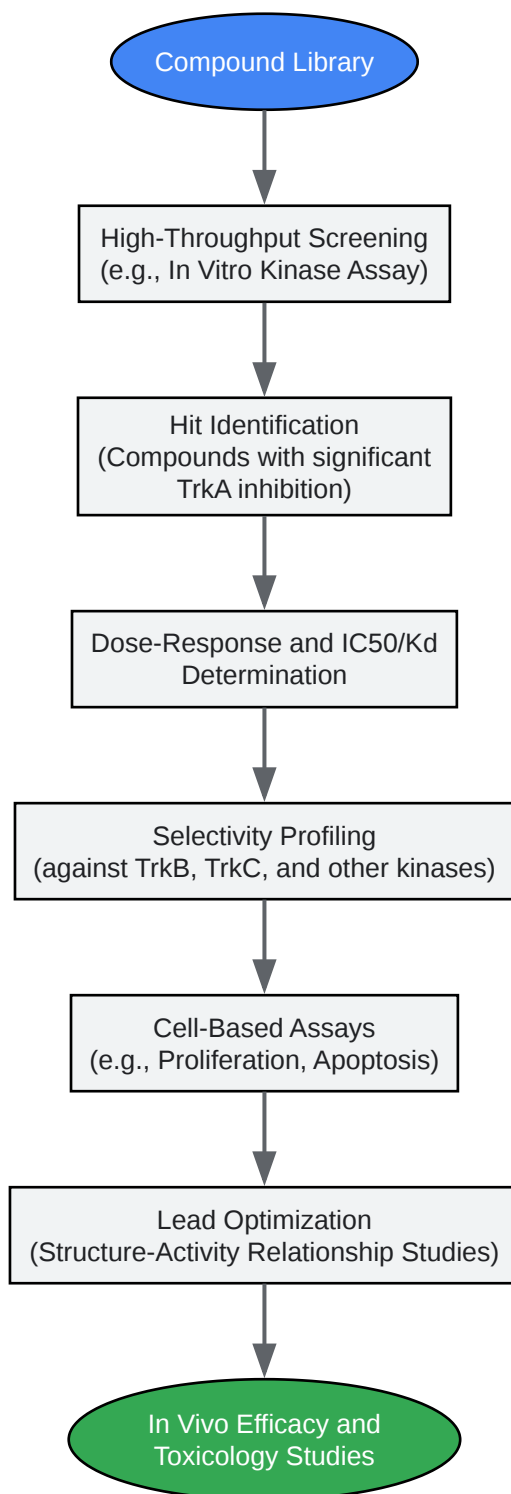 Compound Library
High-Throughput Screening
(e.g., In Vitro Kinase Assay)
Hit Identification
(Compounds with significant
TrkA inhibition)
Dose-Response and IC50/Kd
Determination
Selectivity Profiling
(against TrkB, TrkC, and other kinases)
Cell-Based Assays
(e.g., Proliferation, Apoptosis)
Lead Optimization
(Structure-Activity Relationship Studies)
In Vivo Efficacy and
Toxicology Studies